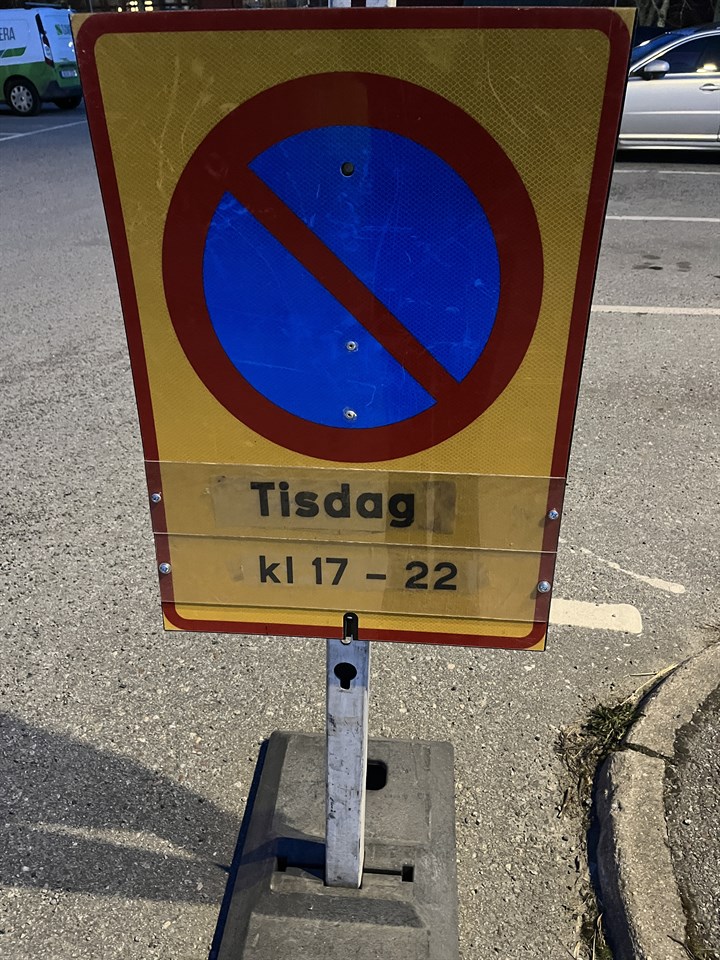 Tisdag
kl 17 – 22